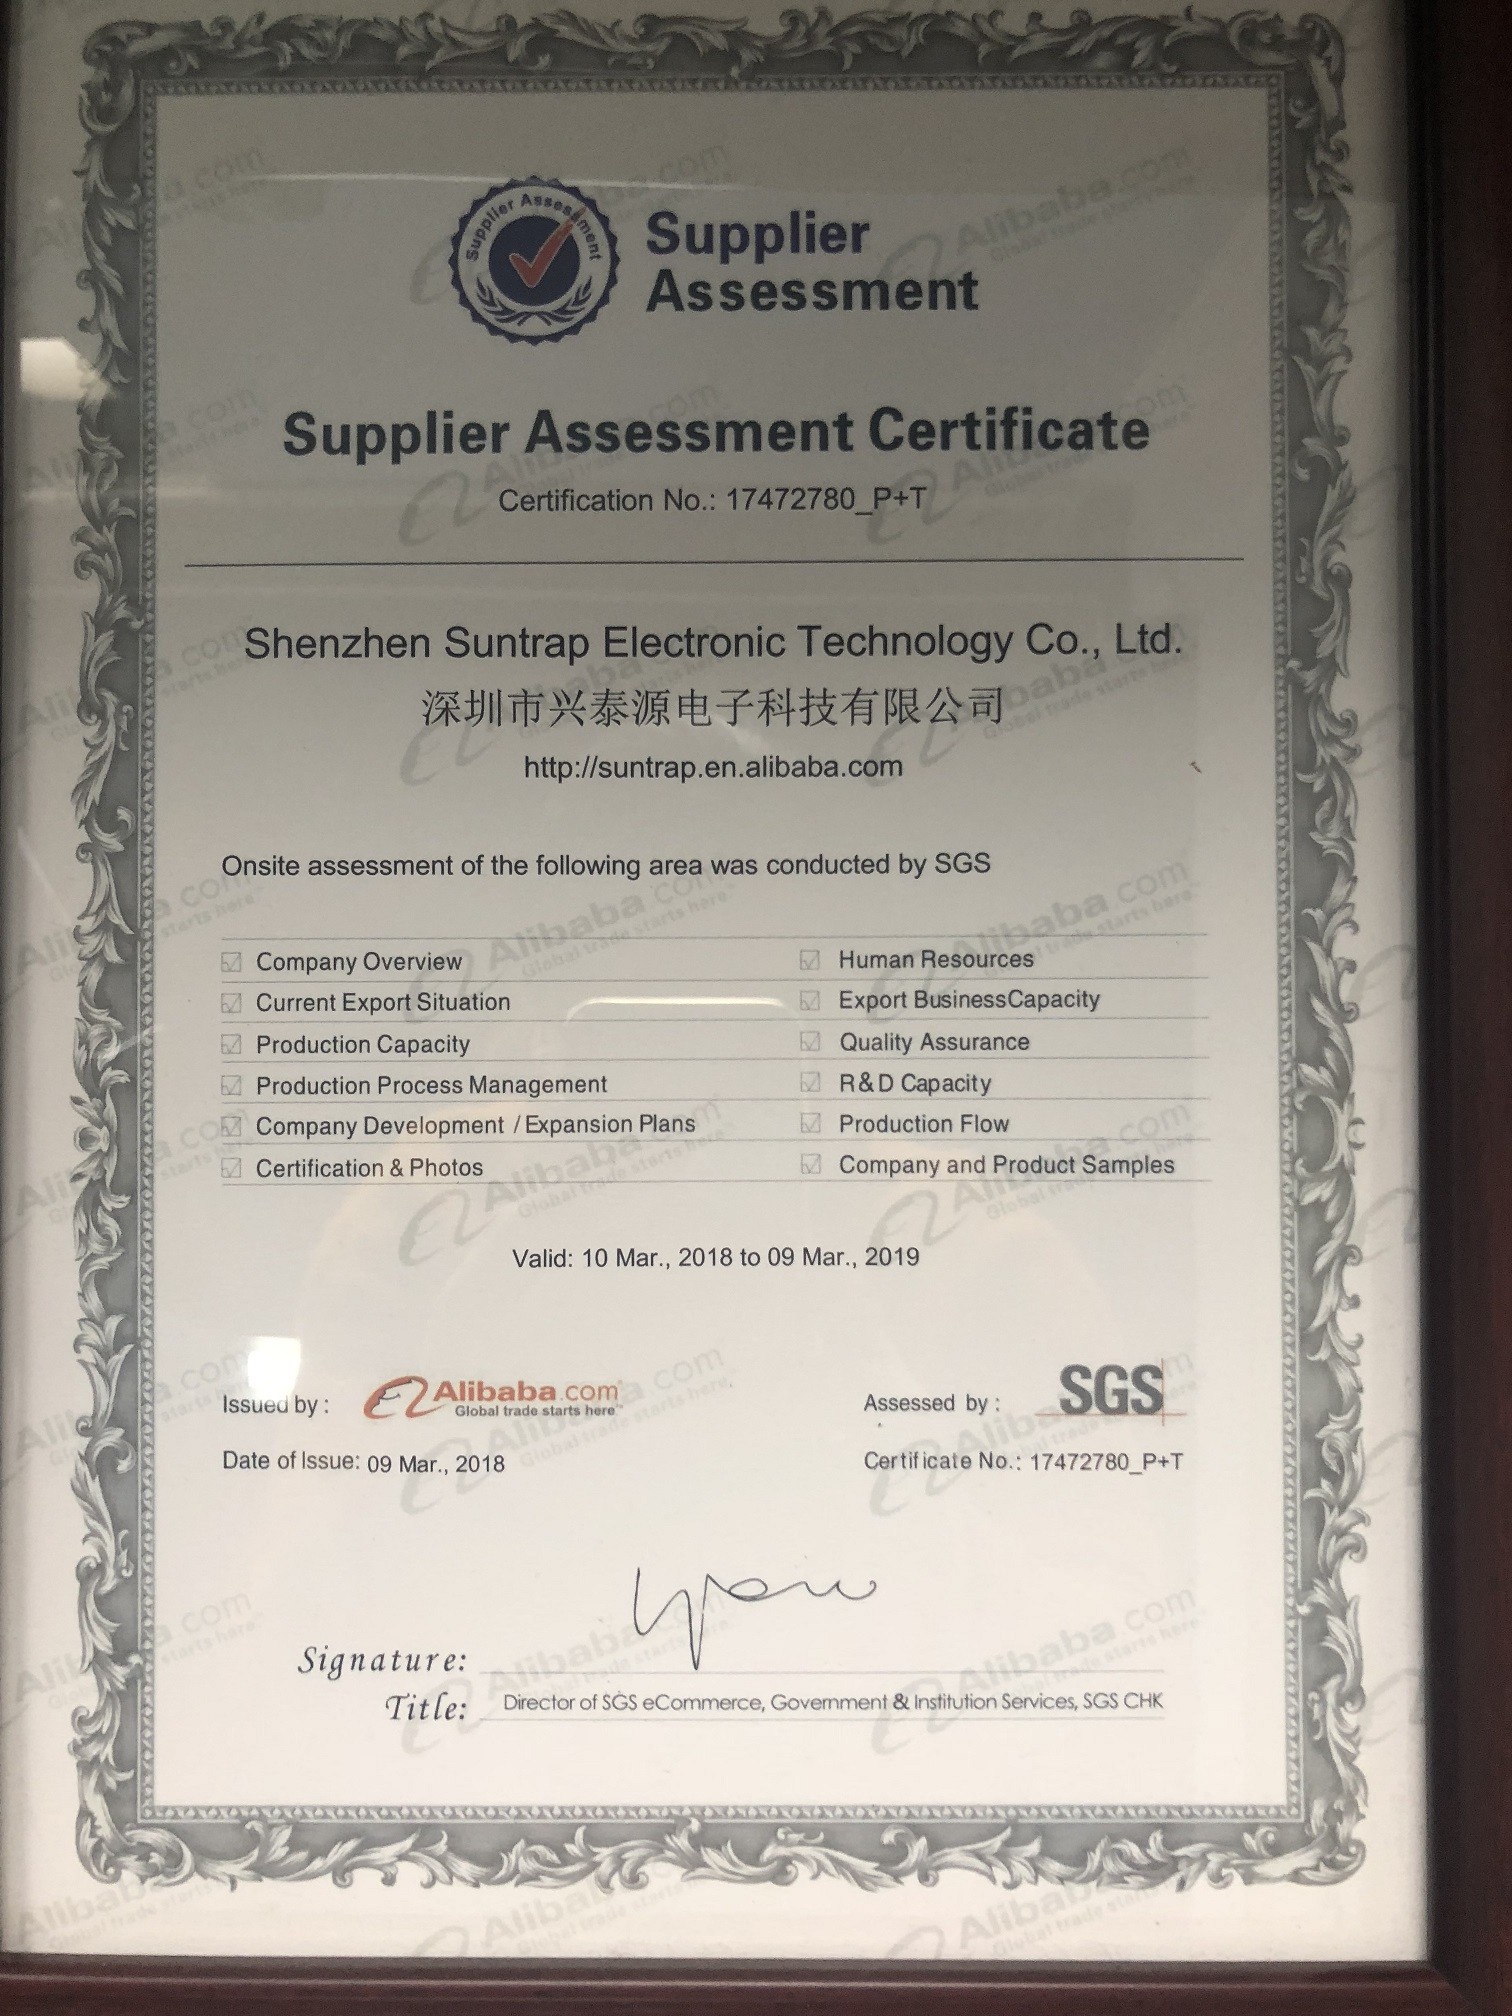 Supplier Assessment
Supplier
Assessment
Supplier Assessment Certificate
Certification No.: 17472780_P+T
Shenzhen Suntrap Electronic Technology Co., Ltd.
深圳市兴泰源电子科技有限公司
http://suntrap.en.alibaba.com
Onsite assessment of the following area was conducted by SGS
Company Overview
Human Resources
Current Export Situation
Export BusinessCapacity
Production Capacity
Quality Assurance
Production Process Management
R&D Capacity
Company Development / Expansion Plans
Production Flow
Certification & Photos
Company and Product Samples
Valid: 10 Mar., 2018 to 09 Mar., 2019
Issued by :
Alibaba.com
Global trade starts here™
Assessed by :
SGS
Date of Issue: 09 Mar., 2018
Certificate No.: 17472780_P+T
Signature:
Title: Director of SGS eCommerce, Government & Institution Services, SGS CHK